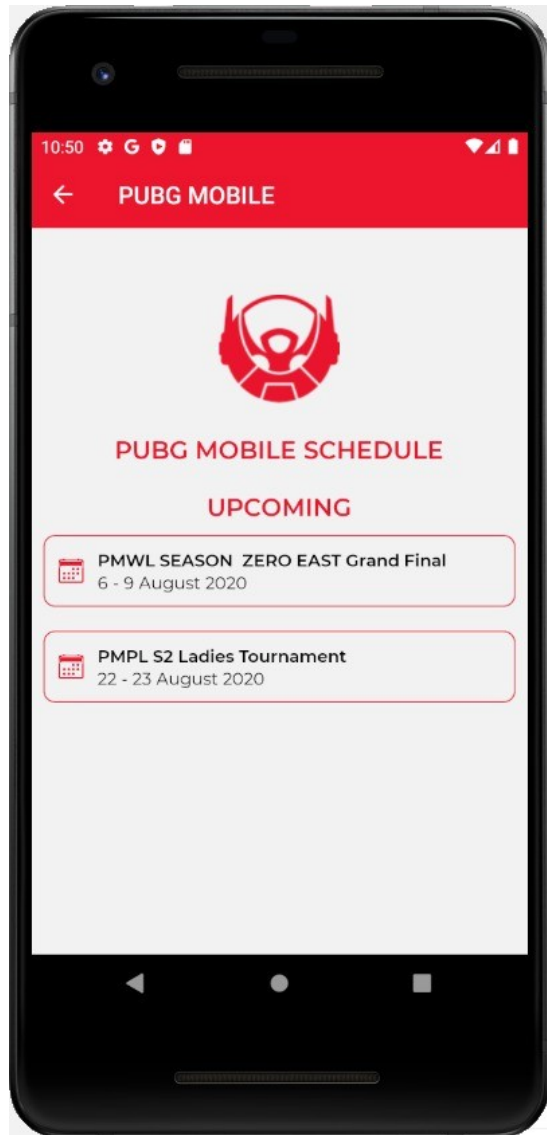 10:50
PUBG MOBILE
PUBG MOBILE SCHEDULE
UPCOMING
PMWL SEASON  ZERO EAST Grand Final
6 - 9 August 2020
PMPL S2 Ladies Tournament
22 - 23 August 2020